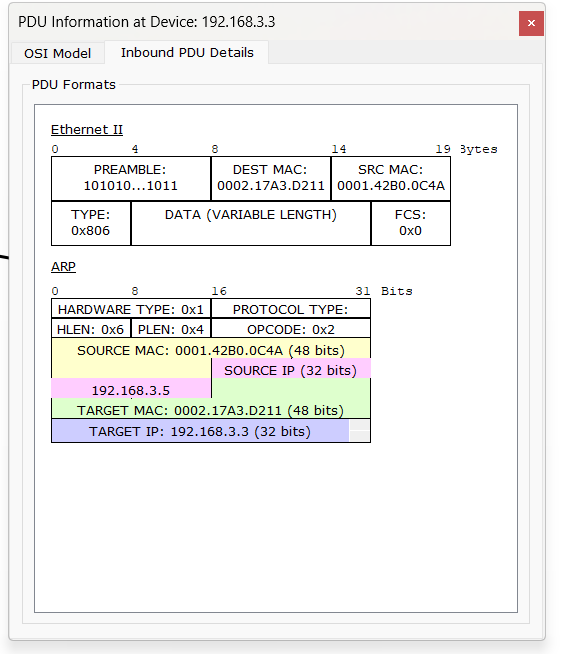 PDU Information at Device: 192.168.3.3
×
OSI Model Inbound PDU Details
PDU Formats
Ethernet II
0 4 8 14 19 Bytes
PREAMBLE: DEST MAC: SRC MAC:
101010...1011 0002.17A3.D211 0001.42B0.0C4A
TYPE: DATA (VARIABLE LENGTH) FCS:
0x806 0x0
ARP
0 8 16 31 Bits
HARDWARE TYPE: 0x1 PROTOCOL TYPE:
HLEN: 0x6 PLEN: 0x4 OPCODE: 0x2
SOURCE MAC: 0001.42B0.0C4A (48 bits)
SOURCE IP (32 bits)
192.168.3.5
TARGET MAC: 0002.17A3.D211 (48 bits)
TARGET IP: 192.168.3.3 (32 bits)